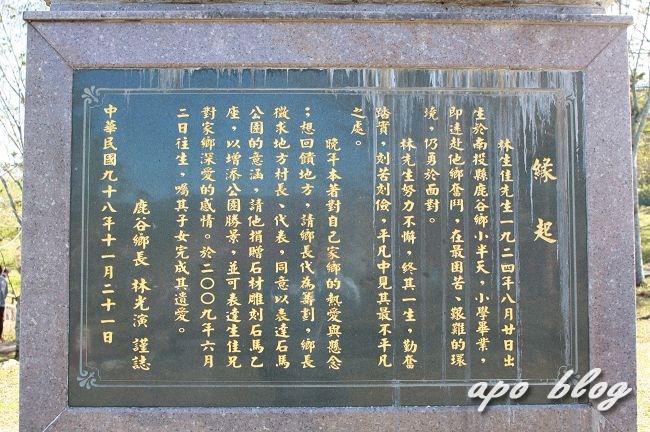 緣起
林生佳先生一九二四年八月廿日出
生於南投縣鹿谷鄉小半天，小學畢業，
即遠赴他鄉奮鬥，在最困苦、艱難的環
境，仍勇於面對。
林先生努力不懈，終其一生，勤奮
踏實，刻苦刻儉，平凡中見其最不平凡
之處。
晚年本著對自己家鄉的熱愛與懸念
；想回饋地方，請鄉長代為籌劃，鄉長
徵求地方村長、代表，同意以表達石馬
公園的意涵，請他捐贈石材雕刻石馬乙
座，以增添公園勝景，並可表達生佳兄
對家鄉深愛的感情。於二００九年六月
二日往生，囑其子女完成其遺愛。
鹿谷鄉長 林光演 謹誌
中華民國九十八年十一月二十一日
apo blog